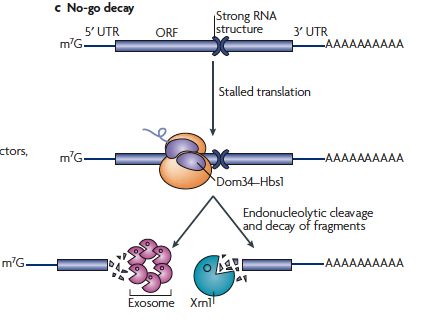 c No-go decay
Strong RNA
structure
5′ UTR
ORF
3′ UTR
m⁷G
AAAAAAAAAA
Stalled translation
ctors,
m⁷G
AAAAAAAAAA
Dom34–Hbs1
Endonucleolytic cleavage
and decay of fragments
m⁷G
AAAAAAAAAA
Exosome
Xrn1